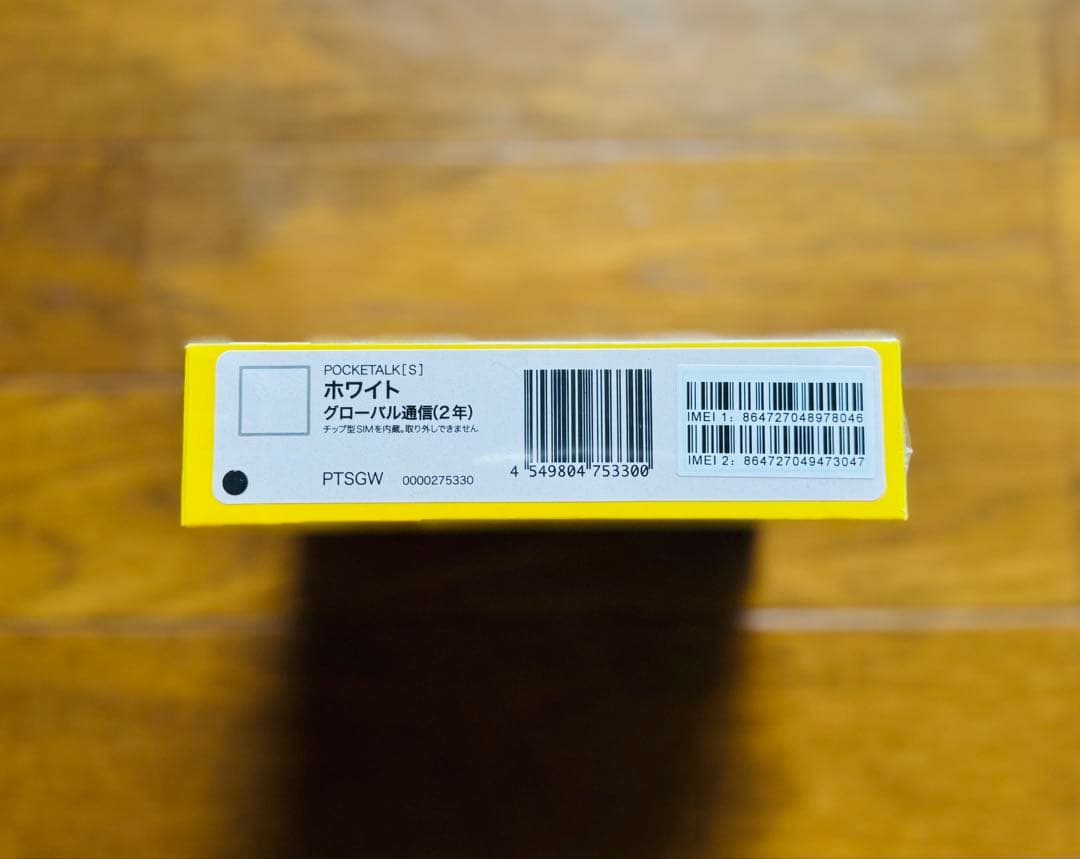 POCKETALK[S]
ホワイト
グローバル通信(2年)
チップ型SIMを内蔵。取り外しできません
PTSGW 0000275330
4 549804 753300
IMEI 1: 864727048978046
IMEI 2: 864727049473047